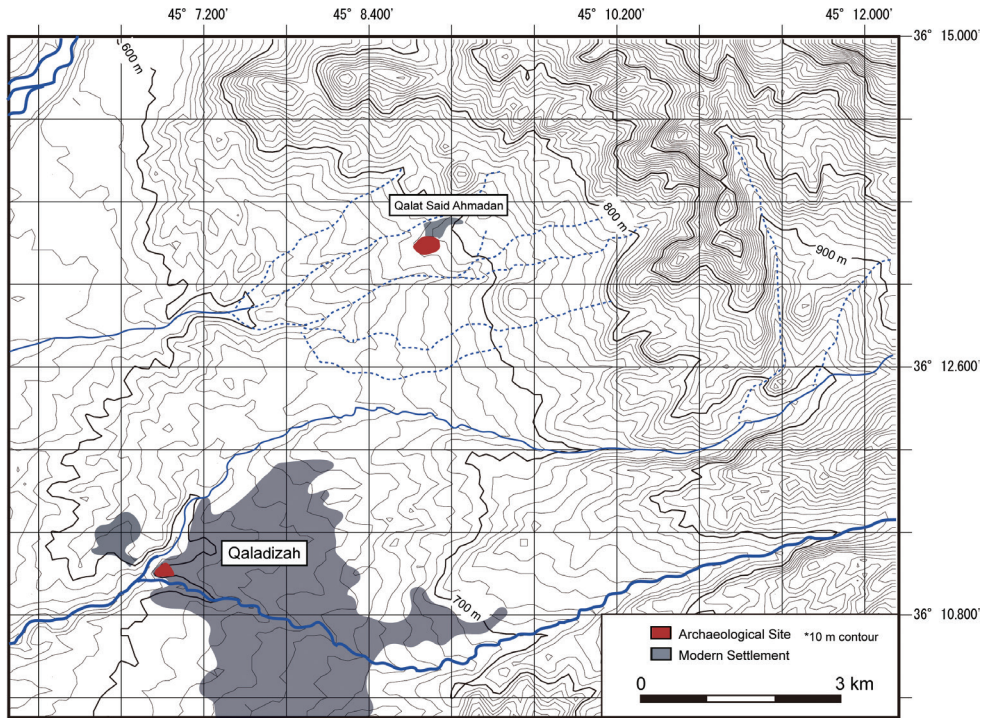 45° 7.200'
45° 8.400'
45° 10.200'
45° 12.000'
36° 15.000'
600 m
Qalat Said Ahmadan
800 m
900 m
36° 12.600'
Qaladizah
700 m
36° 10.800'
Archaeological Site *10 m contour
Modern Settlement
0 3 km